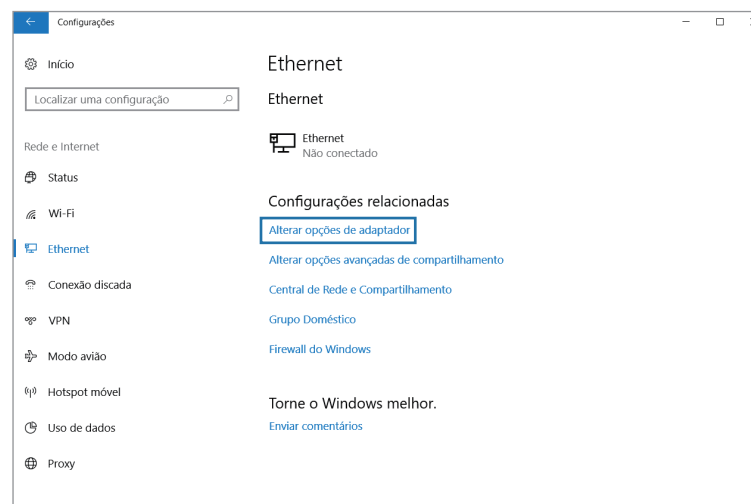 Configurações
Início
Localizar uma configuração
Rede e Internet
Status
Wi-Fi
Ethernet
Conexão discada
VPN
Modo avião
Hotspot móvel
Uso de dados
Proxy
Ethernet
Ethernet
Ethernet
Não conectado
Configurações relacionadas
Alterar opções de adaptador
Alterar opções avançadas de compartilhamento
Central de Rede e Compartilhamento
Grupo Doméstico
Firewall do Windows
Torne o Windows melhor.
Enviar comentários